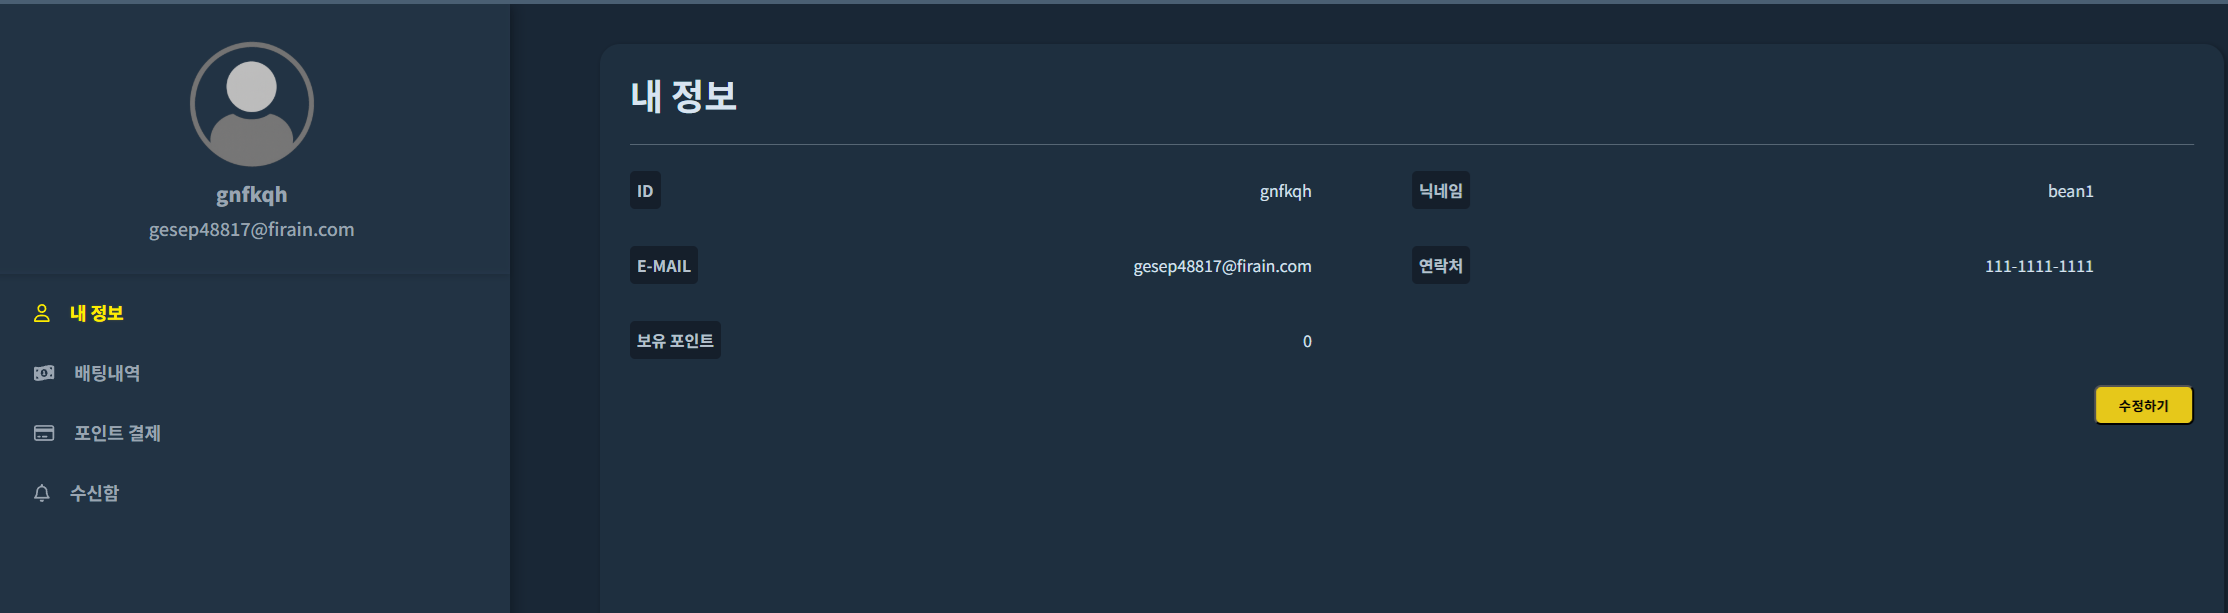 gnfkqh
gesep48817@firain.com
내 정보
배팅내역
포인트 결제
수신함
내 정보
ID gnfkqh 닉네임 bean1
E-MAIL gesep48817@firain.com 연락처 111-1111-1111
보유 포인트 0
수정하기